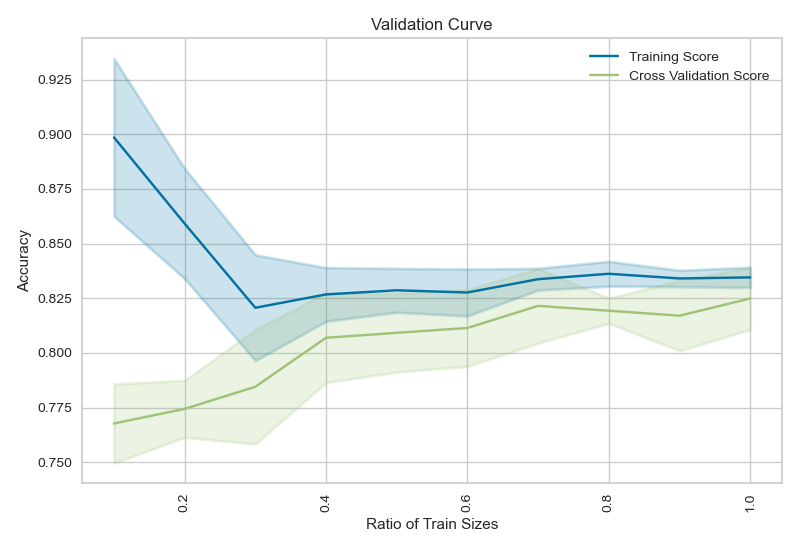 Validation Curve
Training Score
Cross Validation Score
Accuracy
0.925
0.900
0.875
0.850
0.825
0.800
0.775
0.750
0.2
0.4
0.6
0.8
1.0
Ratio of Train Sizes